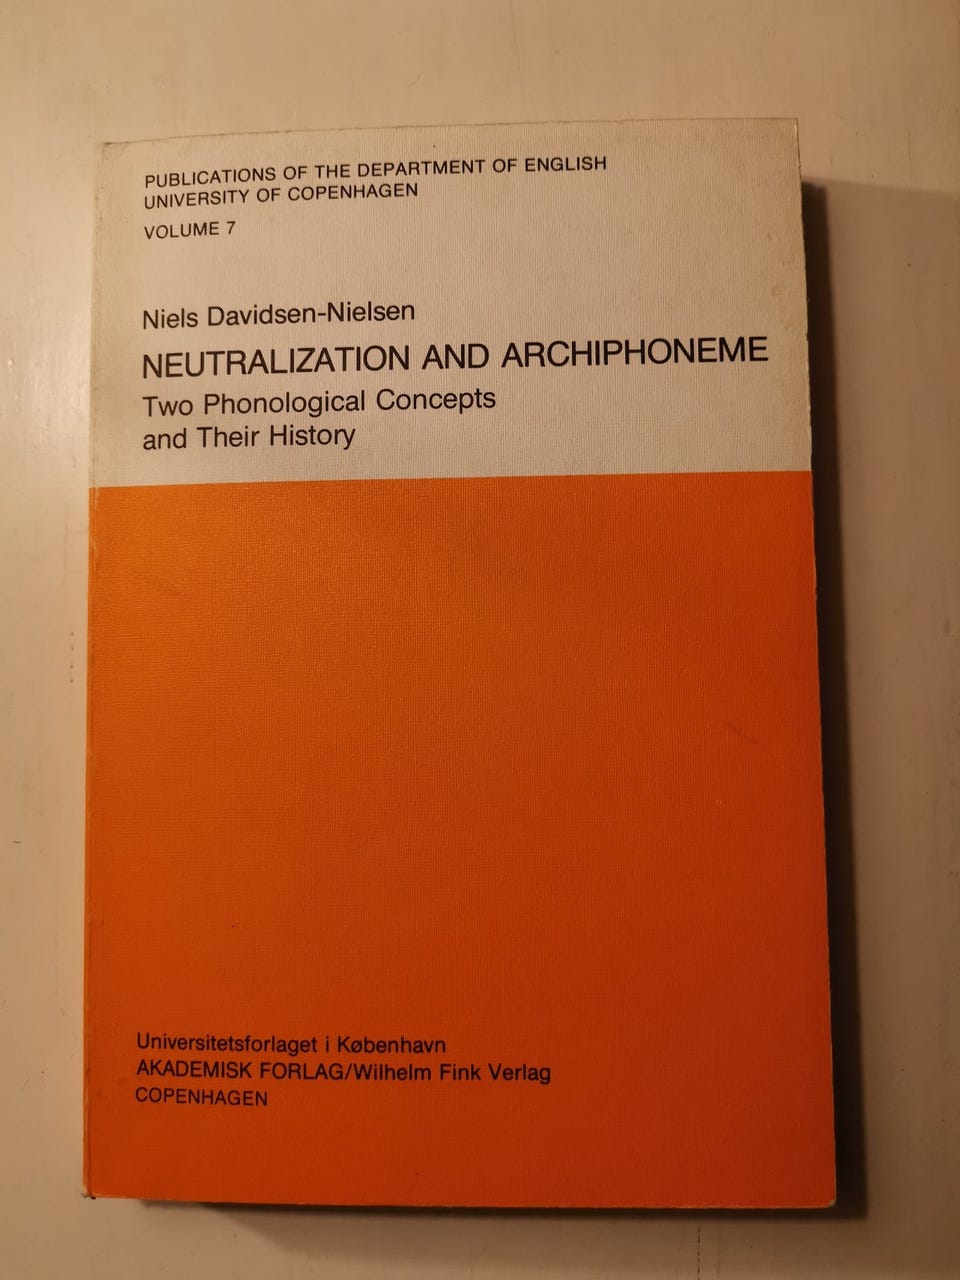 PUBLICATIONS OF THE DEPARTMENT OF ENGLISH
UNIVERSITY OF COPENHAGEN
VOLUME 7
Niels Davidsen-Nielsen
NEUTRALIZATION AND ARCHIPHONEME
Two Phonological Concepts
and Their History
Universitetsforlaget i København
AKADEMISK FORLAG/Wilhelm Fink Verlag
COPENHAGEN